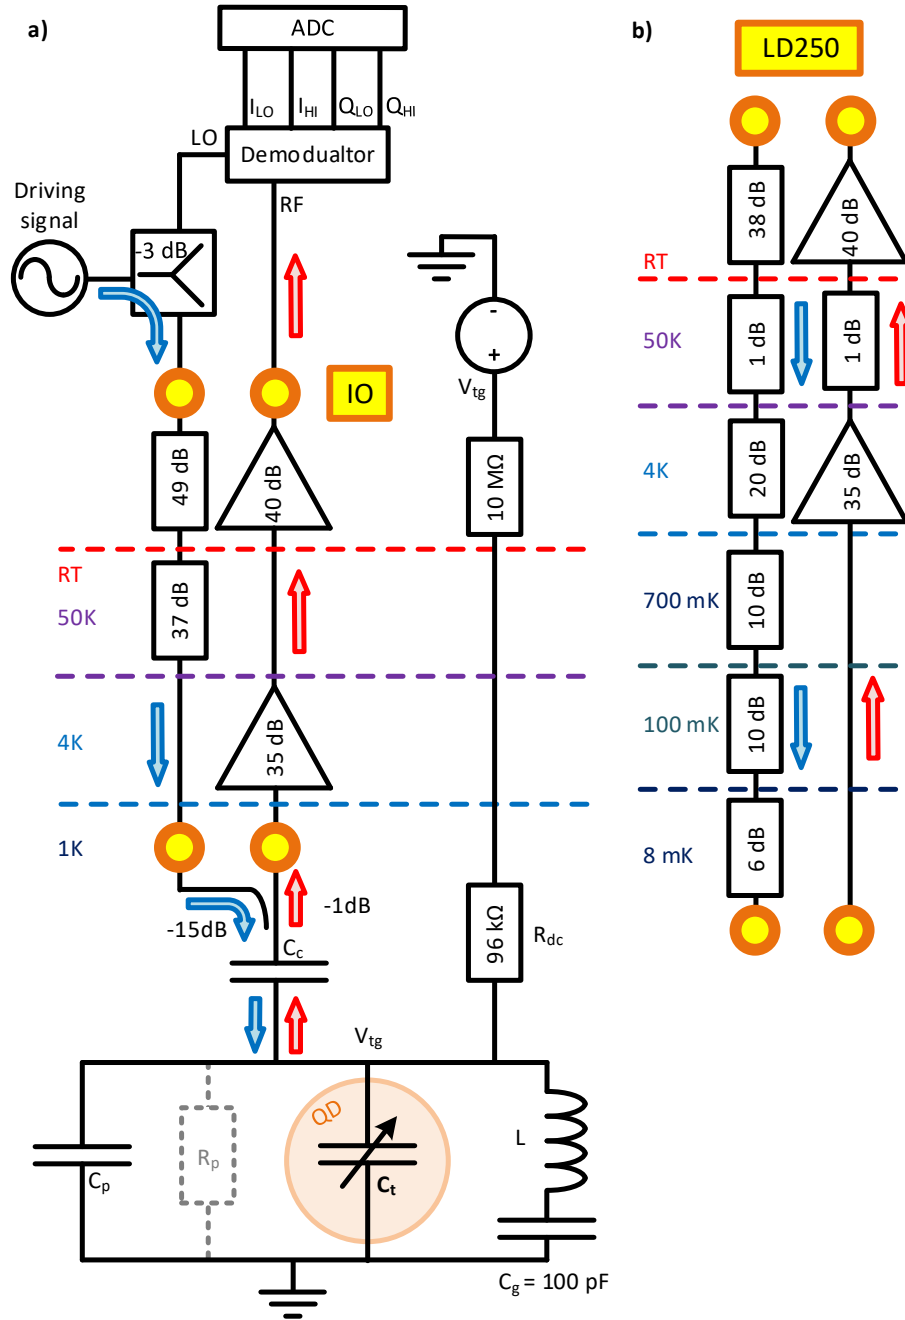 a)
ADC
I_LO I_HI Q_LO Q_HI
LO
Demodualtor
Driving
signal
-3 dB
RF
-
+
V_tg
IO
49 dB
40 dB
10 MΩ
RT
50K
37 dB
4K
35 dB
1K
-15dB
-1dB
C_c
96 kΩ
R_dc
V_tg
QD
C_p
R_p
C_t
L
C_g = 100 pF
b)
LD250
38 dB
40 dB
RT
50K
1 dB
1 dB
4K
20 dB
35 dB
700 mK
10 dB
100 mK
10 dB
8 mK
6 dB